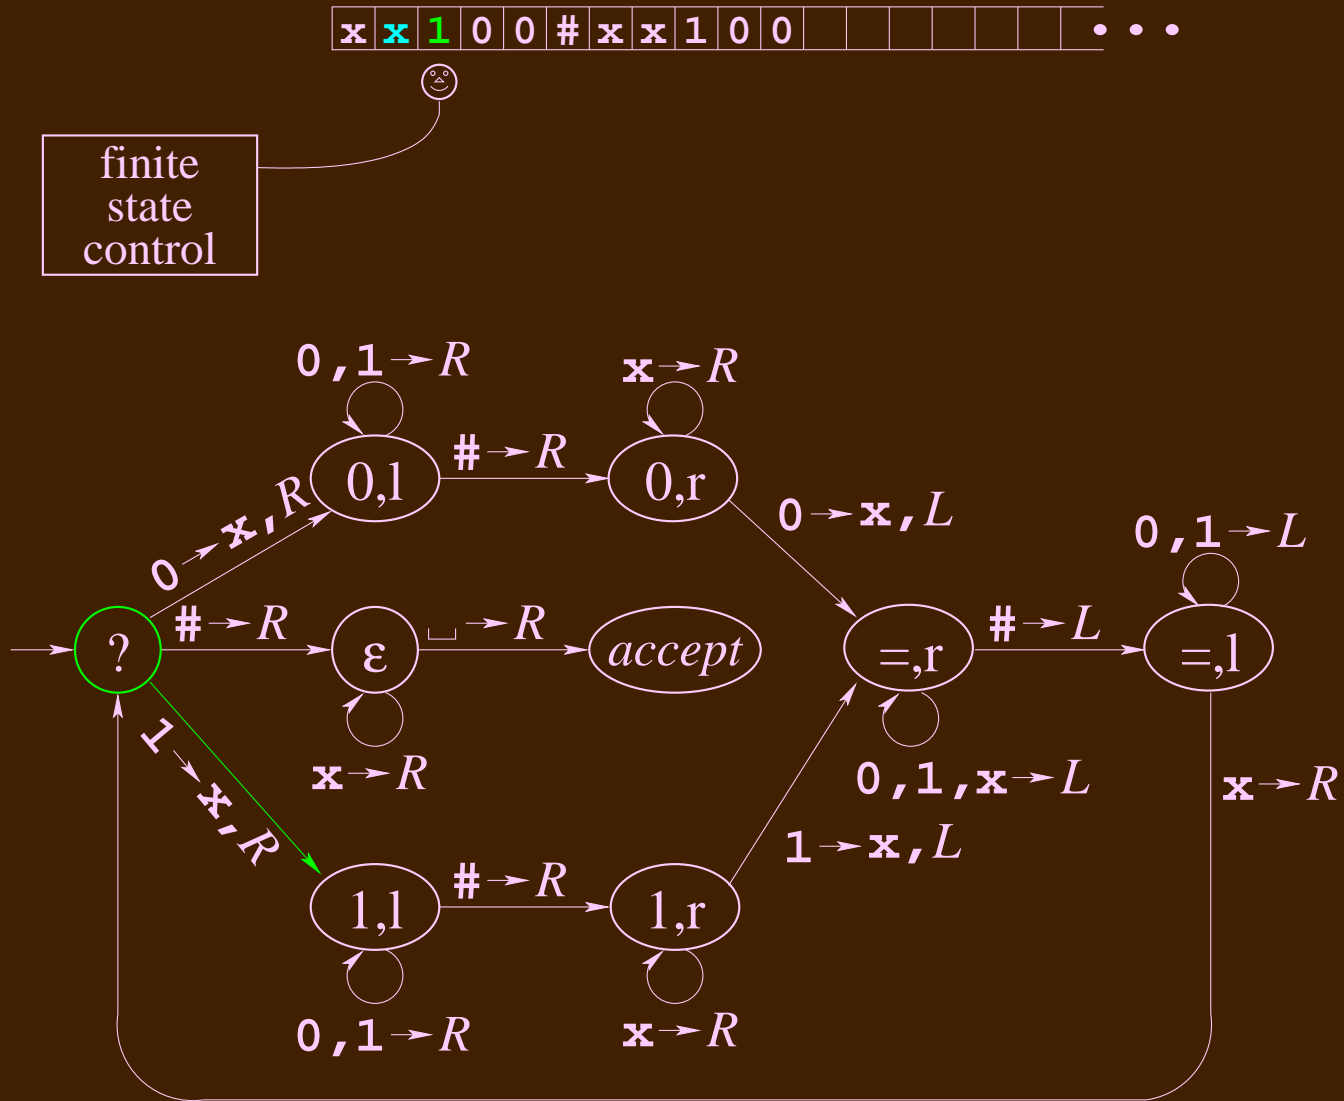 x x 1 0 0 # x x 1 0 0 • • •
finite
state
control
0,1→R
x→R
#→R
0,l
0,r
0→x,R
0→x,L
0,1→L
#→R
␣→R
#→L
?
ε
accept
=,r
=,l
1→x,R
x→R
0,1,x→L
x→R
1→x,L
#→R
1,l
1,r
0,1→R
x→R